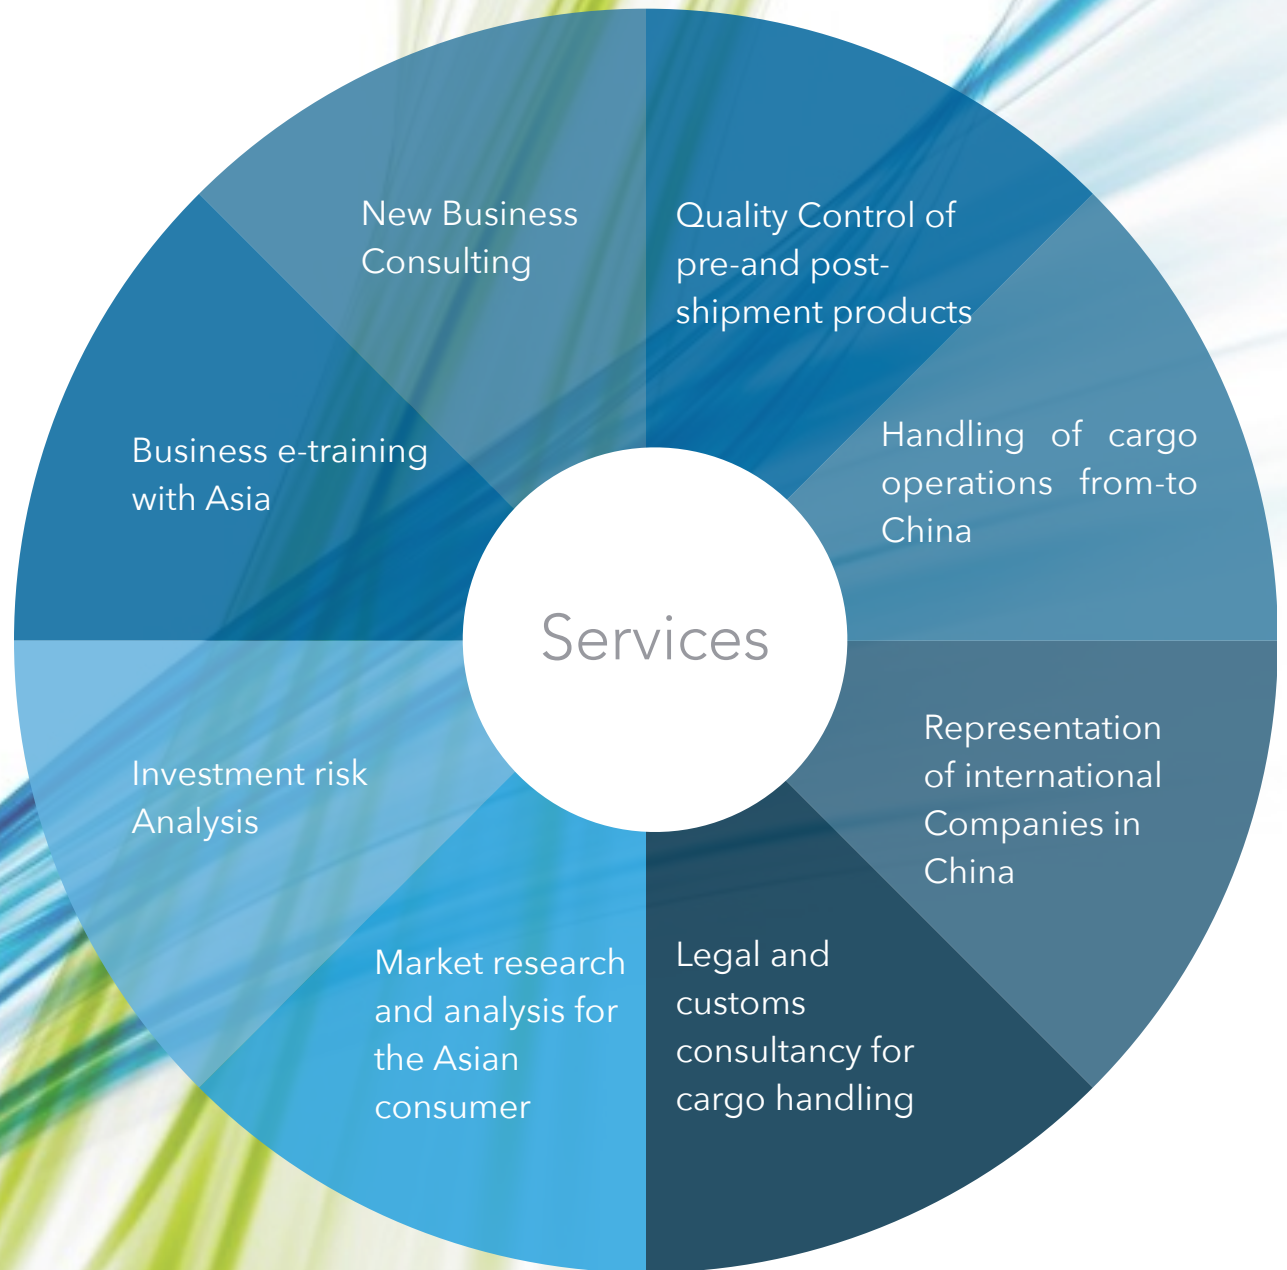 New Business
Consulting
Quality Control of
pre-and post-
shipment products
Handling of cargo
operations from-to
China
Representation
of international
Companies in
China
Legal and
customs
consultancy for
cargo handling
Market research
and analysis for
the Asian
consumer
Investment risk
Analysis
Business e-training
with Asia
Services